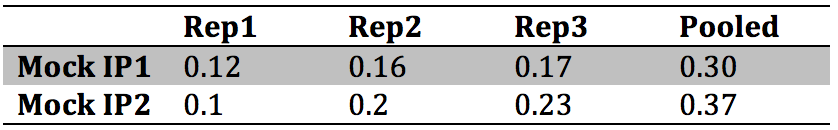 Rep1 Rep2 Rep3 Pooled
Mock IP1 0.12 0.16 0.17 0.30
Mock IP2 0.1 0.2 0.23 0.37